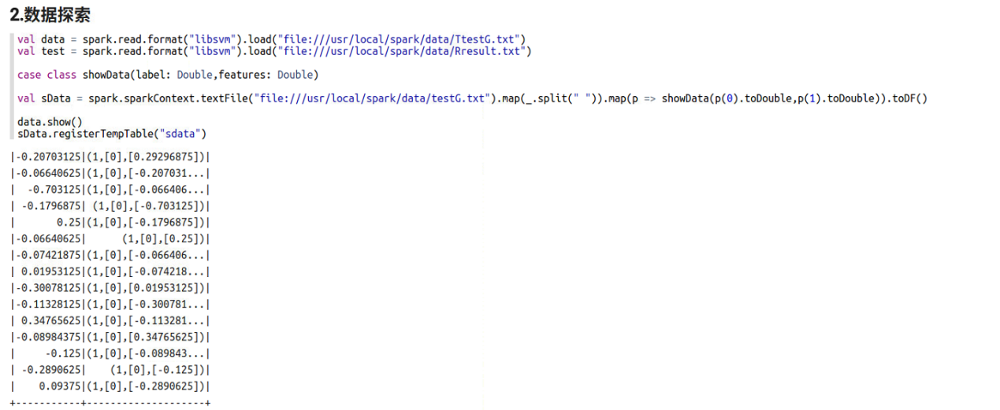 2.数据探索
val data = spark.read.format("libsvm").load("file:///usr/local/spark/data/TtestG.txt")
val test = spark.read.format("libsvm").load("file:///usr/local/spark/data/Rresult.txt")
case class showData(label: Double,features: Double)
val sData = spark.sparkContext.textFile("file:///usr/local/spark/data/testG.txt").map(_.split(" ")).map(p => showData(p(0).toDouble,p(1).toDouble)).toDF()
data.show()
sData.registerTempTable("sdata")
|-0.20703125|(1,[0],[0.29296875])|
|-0.06640625|(1,[0],[-0.207031...|
|  -0.703125|(1,[0],[-0.066406...|
| -0.1796875| (1,[0],[-0.703125])|
|       0.25|(1,[0],[-0.1796875])|
|-0.06640625|      (1,[0],[0.25])|
|-0.07421875|(1,[0],[-0.066406...|
| 0.01953125|(1,[0],[-0.074218...|
|-0.30078125|(1,[0],[0.01953125])|
|-0.11328125|(1,[0],[-0.300781...|
| 0.34765625|(1,[0],[-0.113281...|
|-0.08984375|(1,[0],[0.34765625])|
|     -0.125|(1,[0],[-0.089843...|
| -0.2890625|    (1,[0],[-0.125])|
|    0.09375|(1,[0],[-0.2890625])|
+-----------+--------------------+